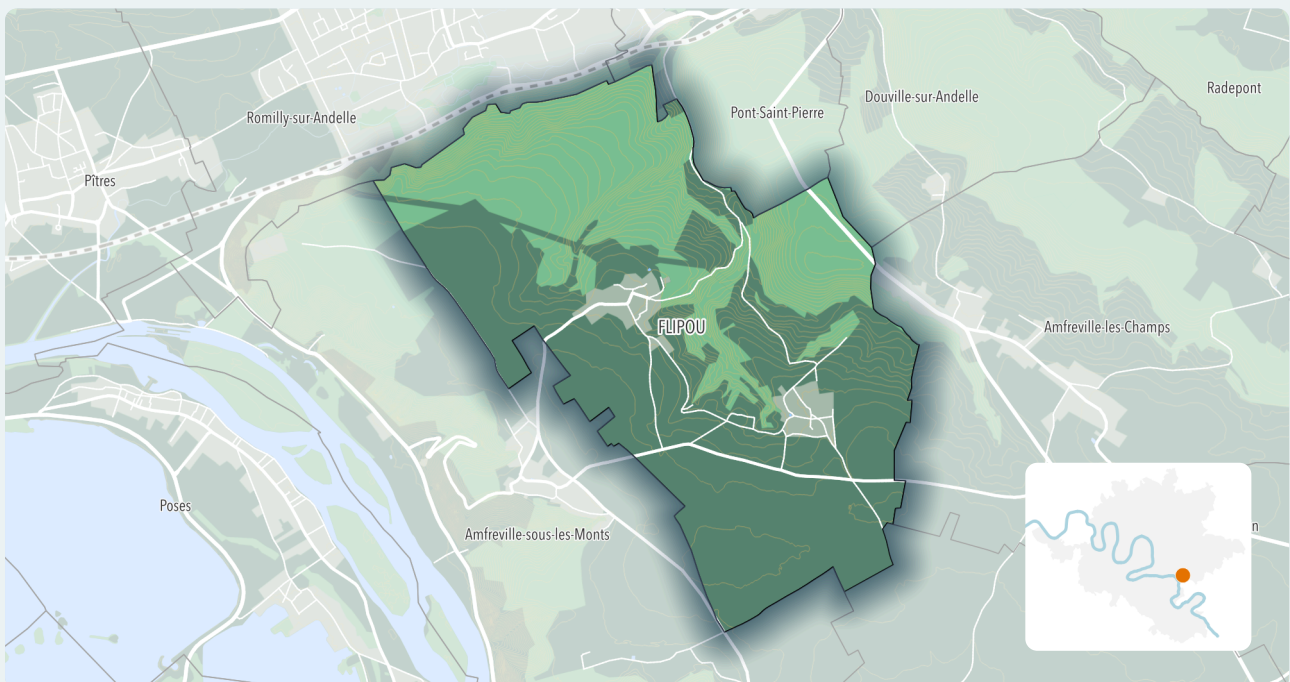 Radepont
Douville-sur-Andelle
Pont-Saint-Pierre
Romilly-sur-Andelle
Pîtres
FLIPOU
Amfreville-les-Champs
Poses
Amfreville-sous-les-Monts
n